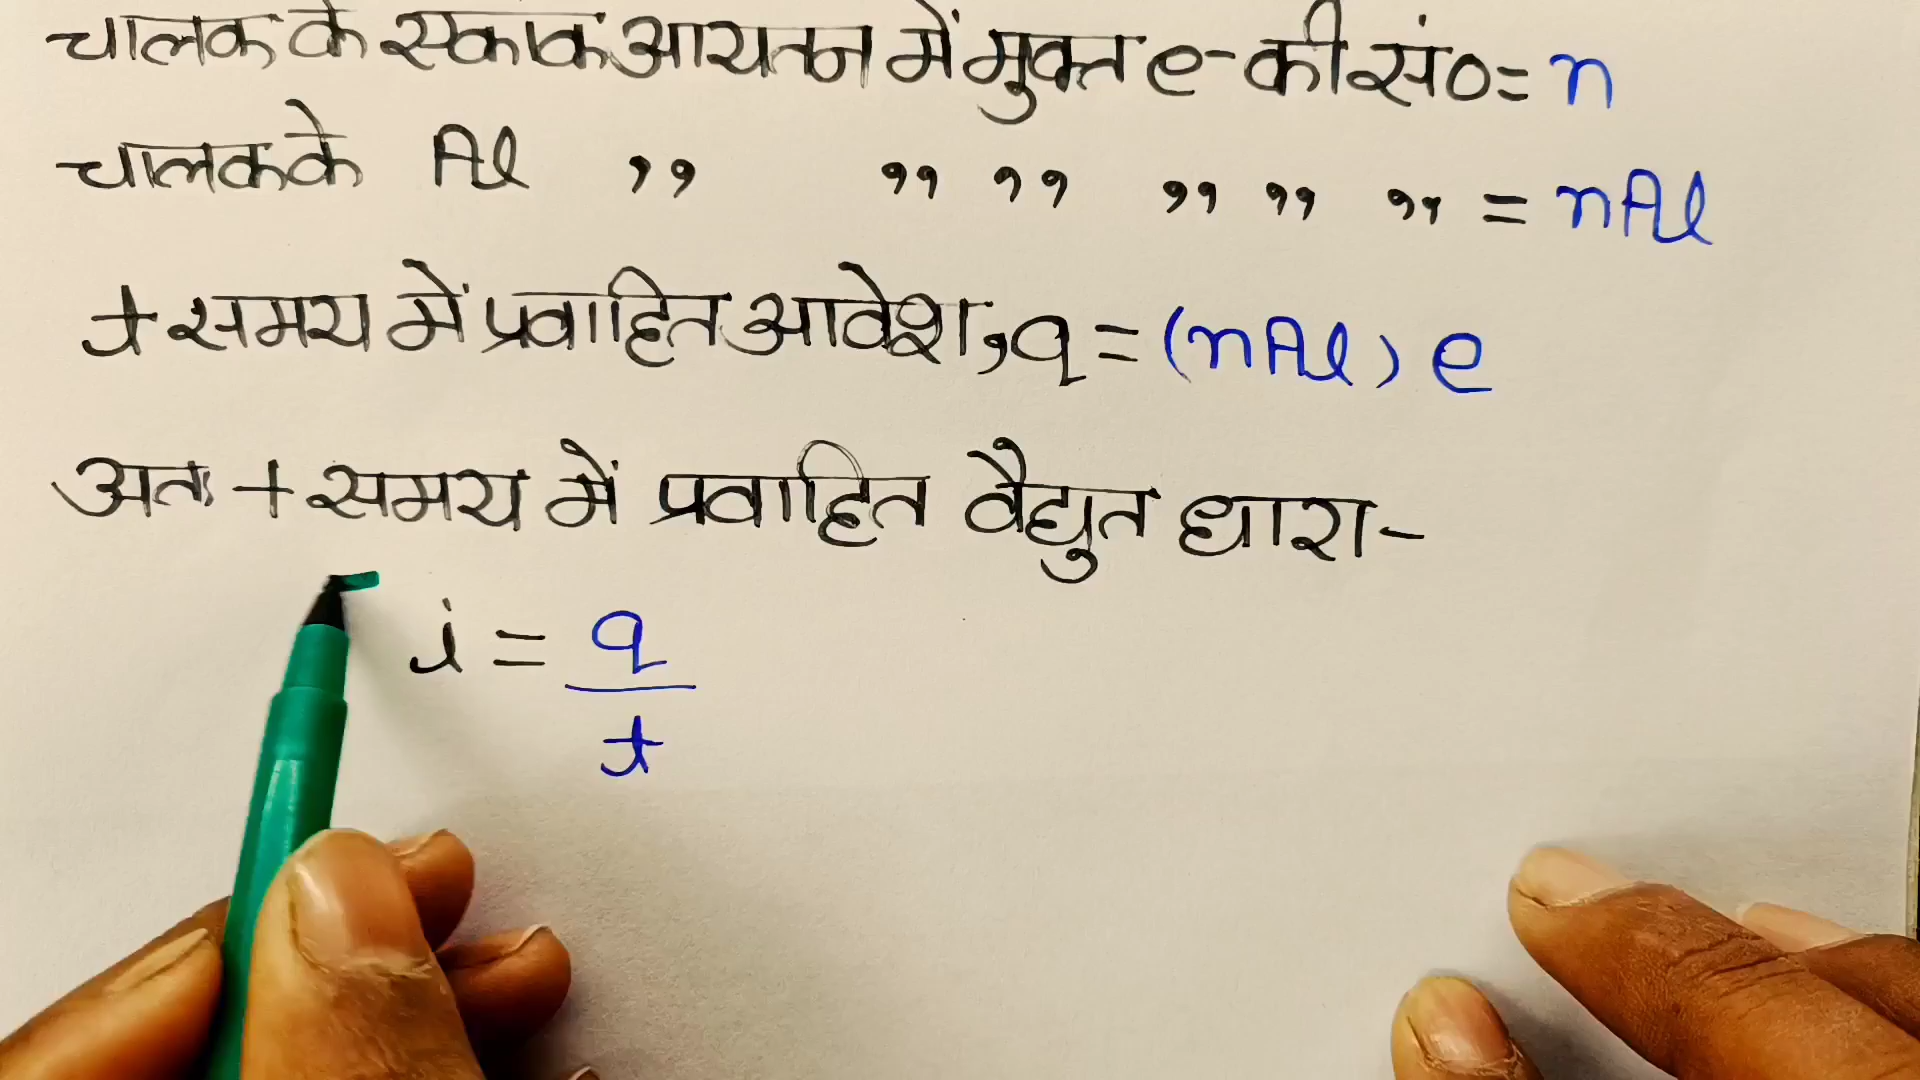 चालक के एकांक आयतन में मुक्त e- की सं० = n
चालक के Al ,, ,, ,, ,, ,, ,, = nAl
t समय में प्रवाहित आवेश, q = (nAl) e
अतः t समय में प्रवाहित वैद्युत धारा-
i = q
t